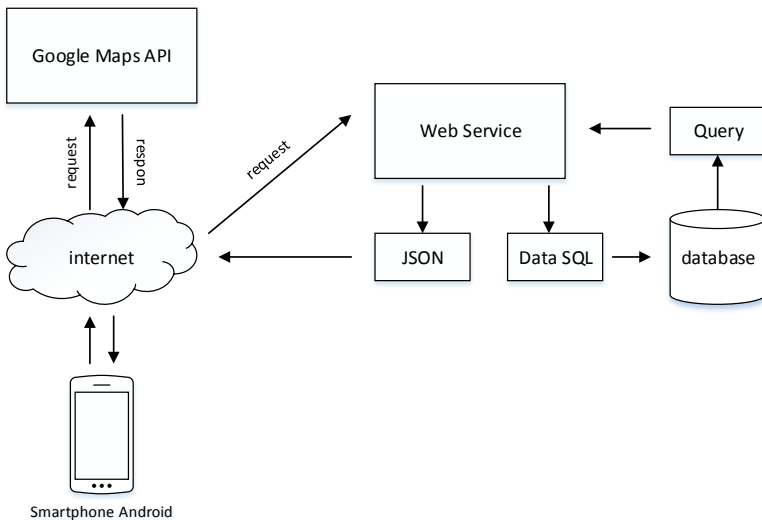 Google Maps API
request
respon
request
Web Service
Query
internet
JSON
Data SQL
database
Smartphone Android